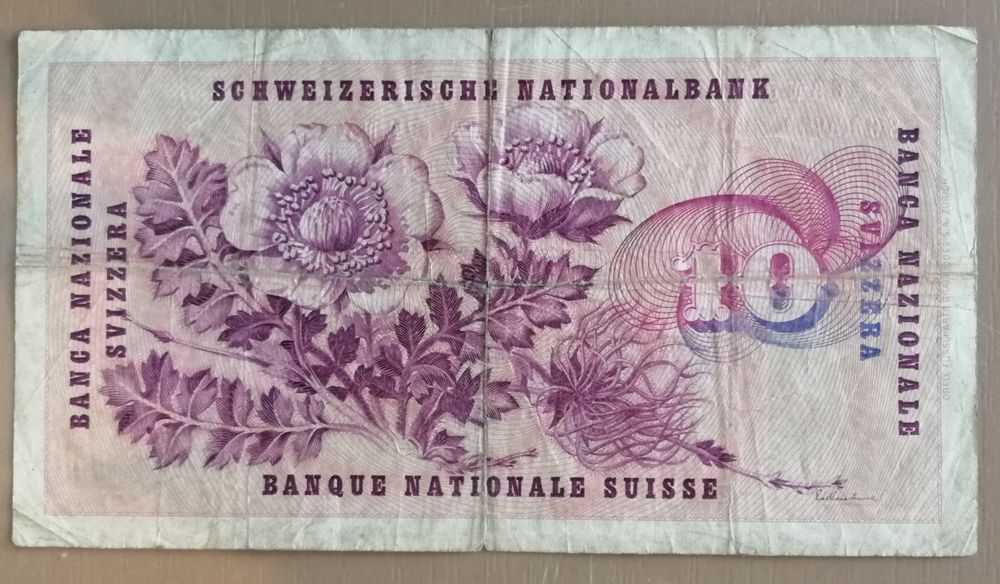 SCHWEIZERISCHE NATIONALBANK
BANCA NAZIONALE
SVIZZERA
10
BANCA NAZIONALE
SVIZZERA
BANQUE NATIONALE SUISSE